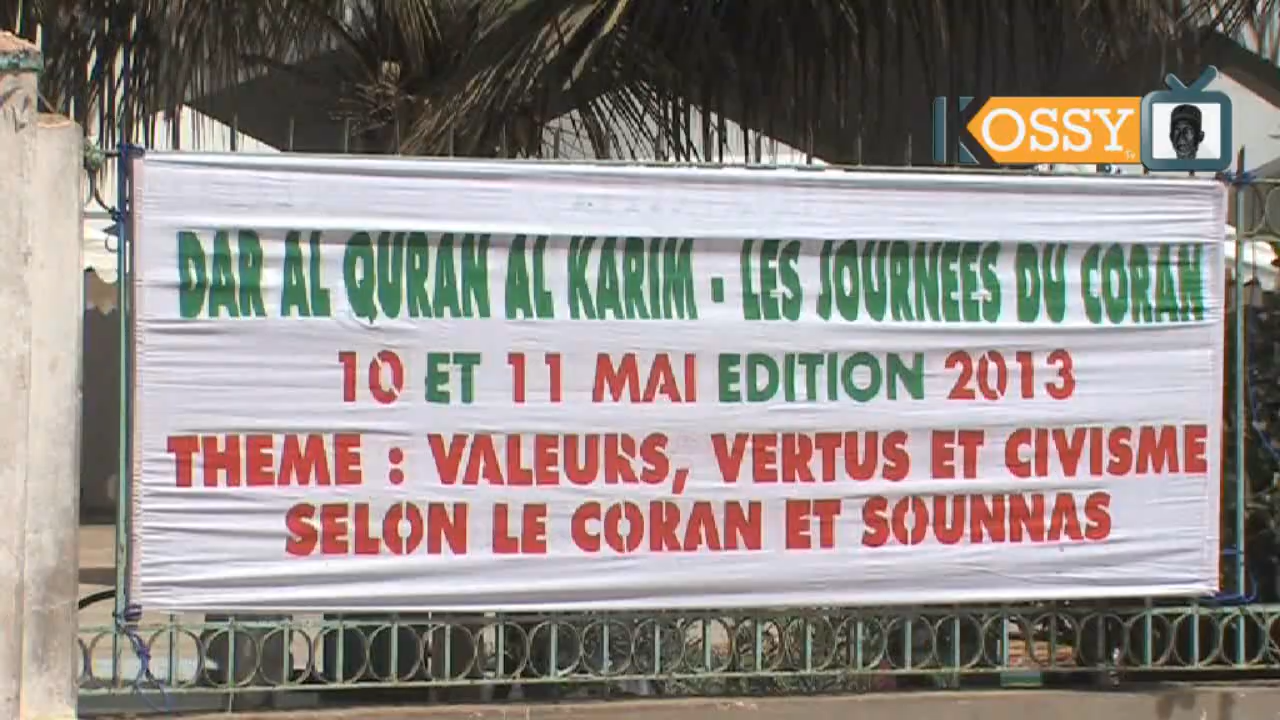 KOSSY
Tv
DAR AL QURAN AL KARIM - LES JOURNEES DU CORAN
10 ET 11 MAI EDITION 2013
THEME : VALEURS, VERTUS ET CIVISME
SELON LE CORAN ET SOUNNAS